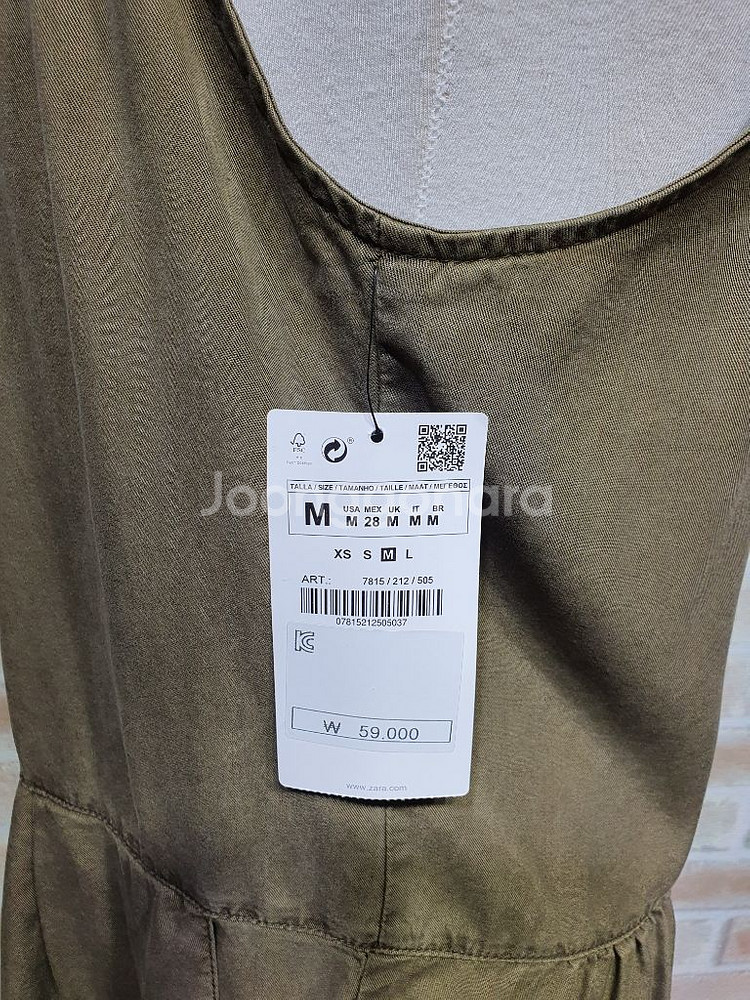 FSC
®
TALLA / SIZE / TAMANHO / TAILLE / MAAT / ΜΕΓΕΘΟΣ
M
USA MEX UK IT BR
M 28 M M M
XS S M L
ART.: 7815 / 212 / 505
07815212505037
KC
₩ 59.000
www.zara.com
Joonggonara